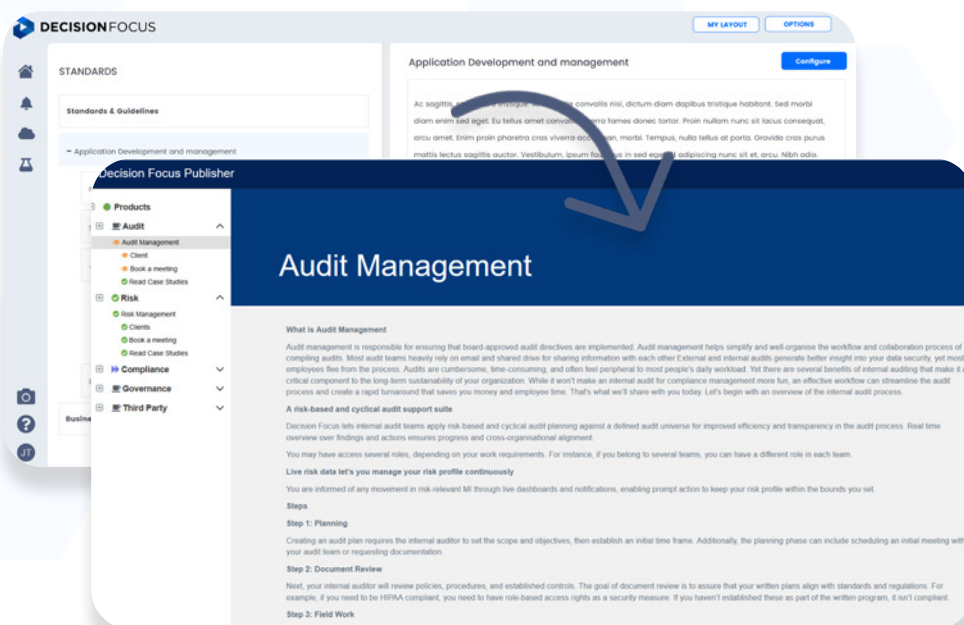 DECISIONFOCUS
MY LAYOUT
OPTIONS
STANDARDS
Standards & Guidelines
- Application Development and management
Application Development and management
Configure
Ac sagittis, tristique. convallis nisi, dictum diam dapibus tristique habitant. Sed morbi
diam enim sed eget. Eu tellus amet fames donec tortor. Proin nullam nunc sit lacus consequat,
arcu amet. Enim proin pharetra cras viverra morbi. Tempus, nulla tellus at porta. Gravida cras purus
mattis lectus sagittis auctor. Vestibulum, ipsum in sed adipiscing nunc sit et, arcu. Nibh odio.
Decision Focus Publisher
Products
Audit
Audit Management
Client
Book a meeting
Read Case Studies
Risk
Risk Management
Clients
Book a meeting
Read Case Studies
Compliance
Governance
Third Party
JT
Audit Management
What is Audit Management
Audit management is responsible for ensuring that board-approved audit directives are implemented. Audit management helps simplify and well-organise the workflow and collaboration process of
compiling audits. Most audit teams heavily rely on email and shared drive for sharing information with each other.External and internal audits generate better insight into your data security, yet most
employees flee from the process. Audits are cumbersome, time-consuming, and often feel peripheral to most people's daily workload. Yet there are several benefits of internal auditing that make it a
critical component to the long-term sustainability of your organization. While it won't make an internal audit for compliance management more fun, an effective workflow can streamline the audit
process and create a rapid turnaround that saves you money and employee time. That's what we'll share with you today. Let's begin with an overview of the internal audit process.
A risk-based and cyclical audit support suite
Decision Focus lets internal audit teams apply risk-based and cyctical audit planning against a defined audit universe for improved efficiency and transparency in the audit process. Real time
overview over findings and actions ensures progress and cross-organisational alignment.
You may have access several roles, depending on your work requirements. For instance, if you belong to several teams, you can have a different role in each team.
Live risk data let's you manage your risk profile continuously
You are informed of any movement in risk-relevant MI through live dashboards and notifications, enabling prompt action to keep your risk profile within the bounds you set.
Steps
Step 1: Planning
Creating an audit plan requires the internal auditor to set the scope and objectives, then establish an initial time frame. Additionally, the planning phase can include scheduling an initial meeting with
your audit team or requesting documentation.
Step 2: Document Review
Next, your internal auditor will review policies, procedures, and established controls. The goal of document review is to assure that your written plans align with standards and regulations. For
example, if you need to be HIPAA compliant, you need to have role-based access rights as a security measure. If you haven't established these as part of the written program, it isn't compliant.
Step 3: Field Work